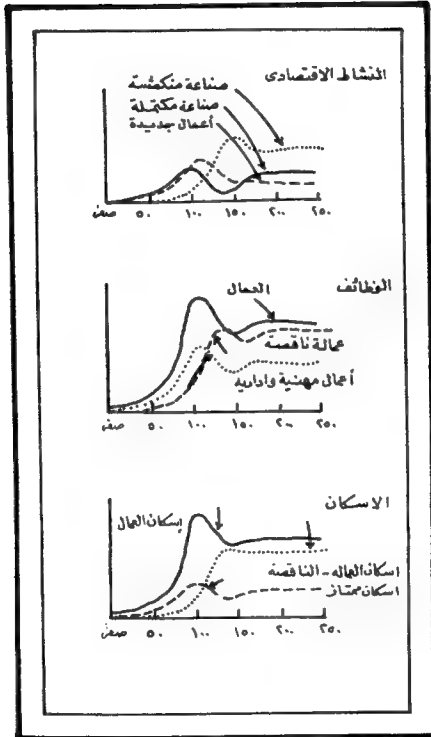 النشاط الاقتصادى
صناعة منكمشة
صناعة مكتملة
أعمال جديدة
صفر ٥٠ ١٠٠ ١٥٠ ٢٠٠ ٢٥٠
الوظائف
العمال
عمالة ناقصة
أعمال مهنية وادارية
صفر ٥٠ ١٠٠ ١٥٠ ٢٠٠ ٢٥٠
الاسكان
إسكان العمال
اسكان العماله - الناقصة
اسكان ممتاز
صفر ٥٠ ١٠٠ ١٥٠ ٢٠٠ ٢٥٠